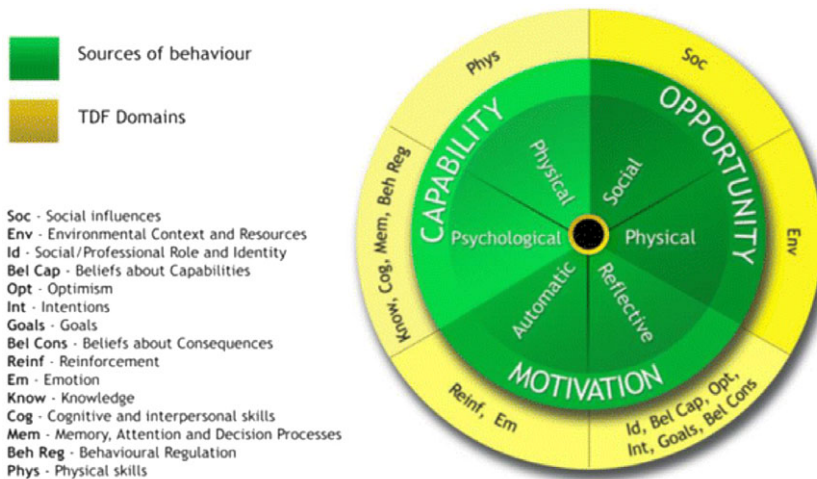 Sources of behaviour
TDF Domains
Soc - Social influences
Env - Environmental Context and Resources
Id - Social/Professional Role and Identity
Bel Cap - Beliefs about Capabilities
Opt - Optimism
Int - Intentions
Goals - Goals
Bel Cons - Beliefs about Consequences
Reinf - Reinforcement
Em - Emotion
Know - Knowledge
Cog - Cognitive and interpersonal skills
Mem - Memory, Attention and Decision Processes
Beh Reg - Behavioural Regulation
Phys - Physical skills
Phys
Soc
Env
Id, Bel Cap, Opt,
Int, Goals, Bel Cons
Reinf, Em
Know, Cog, Mem, Beh Reg
CAPABILITY
OPPORTUNITY
MOTIVATION
Physical
Social
Physical
Reflective
Automatic
Psychological